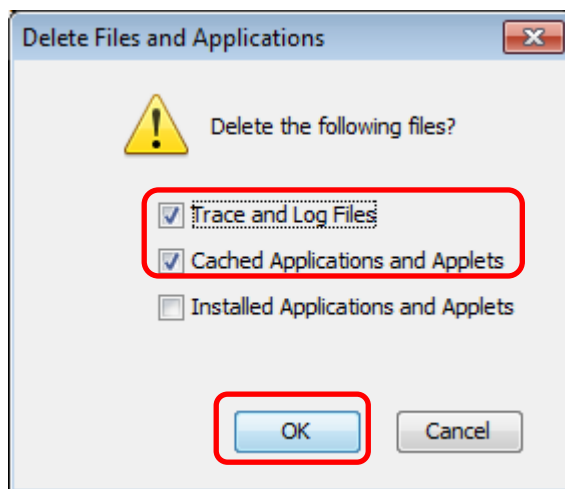 Delete Files and Applications
Delete the following files?
Trace and Log Files
Cached Applications and Applets
Installed Applications and Applets
OK Cancel